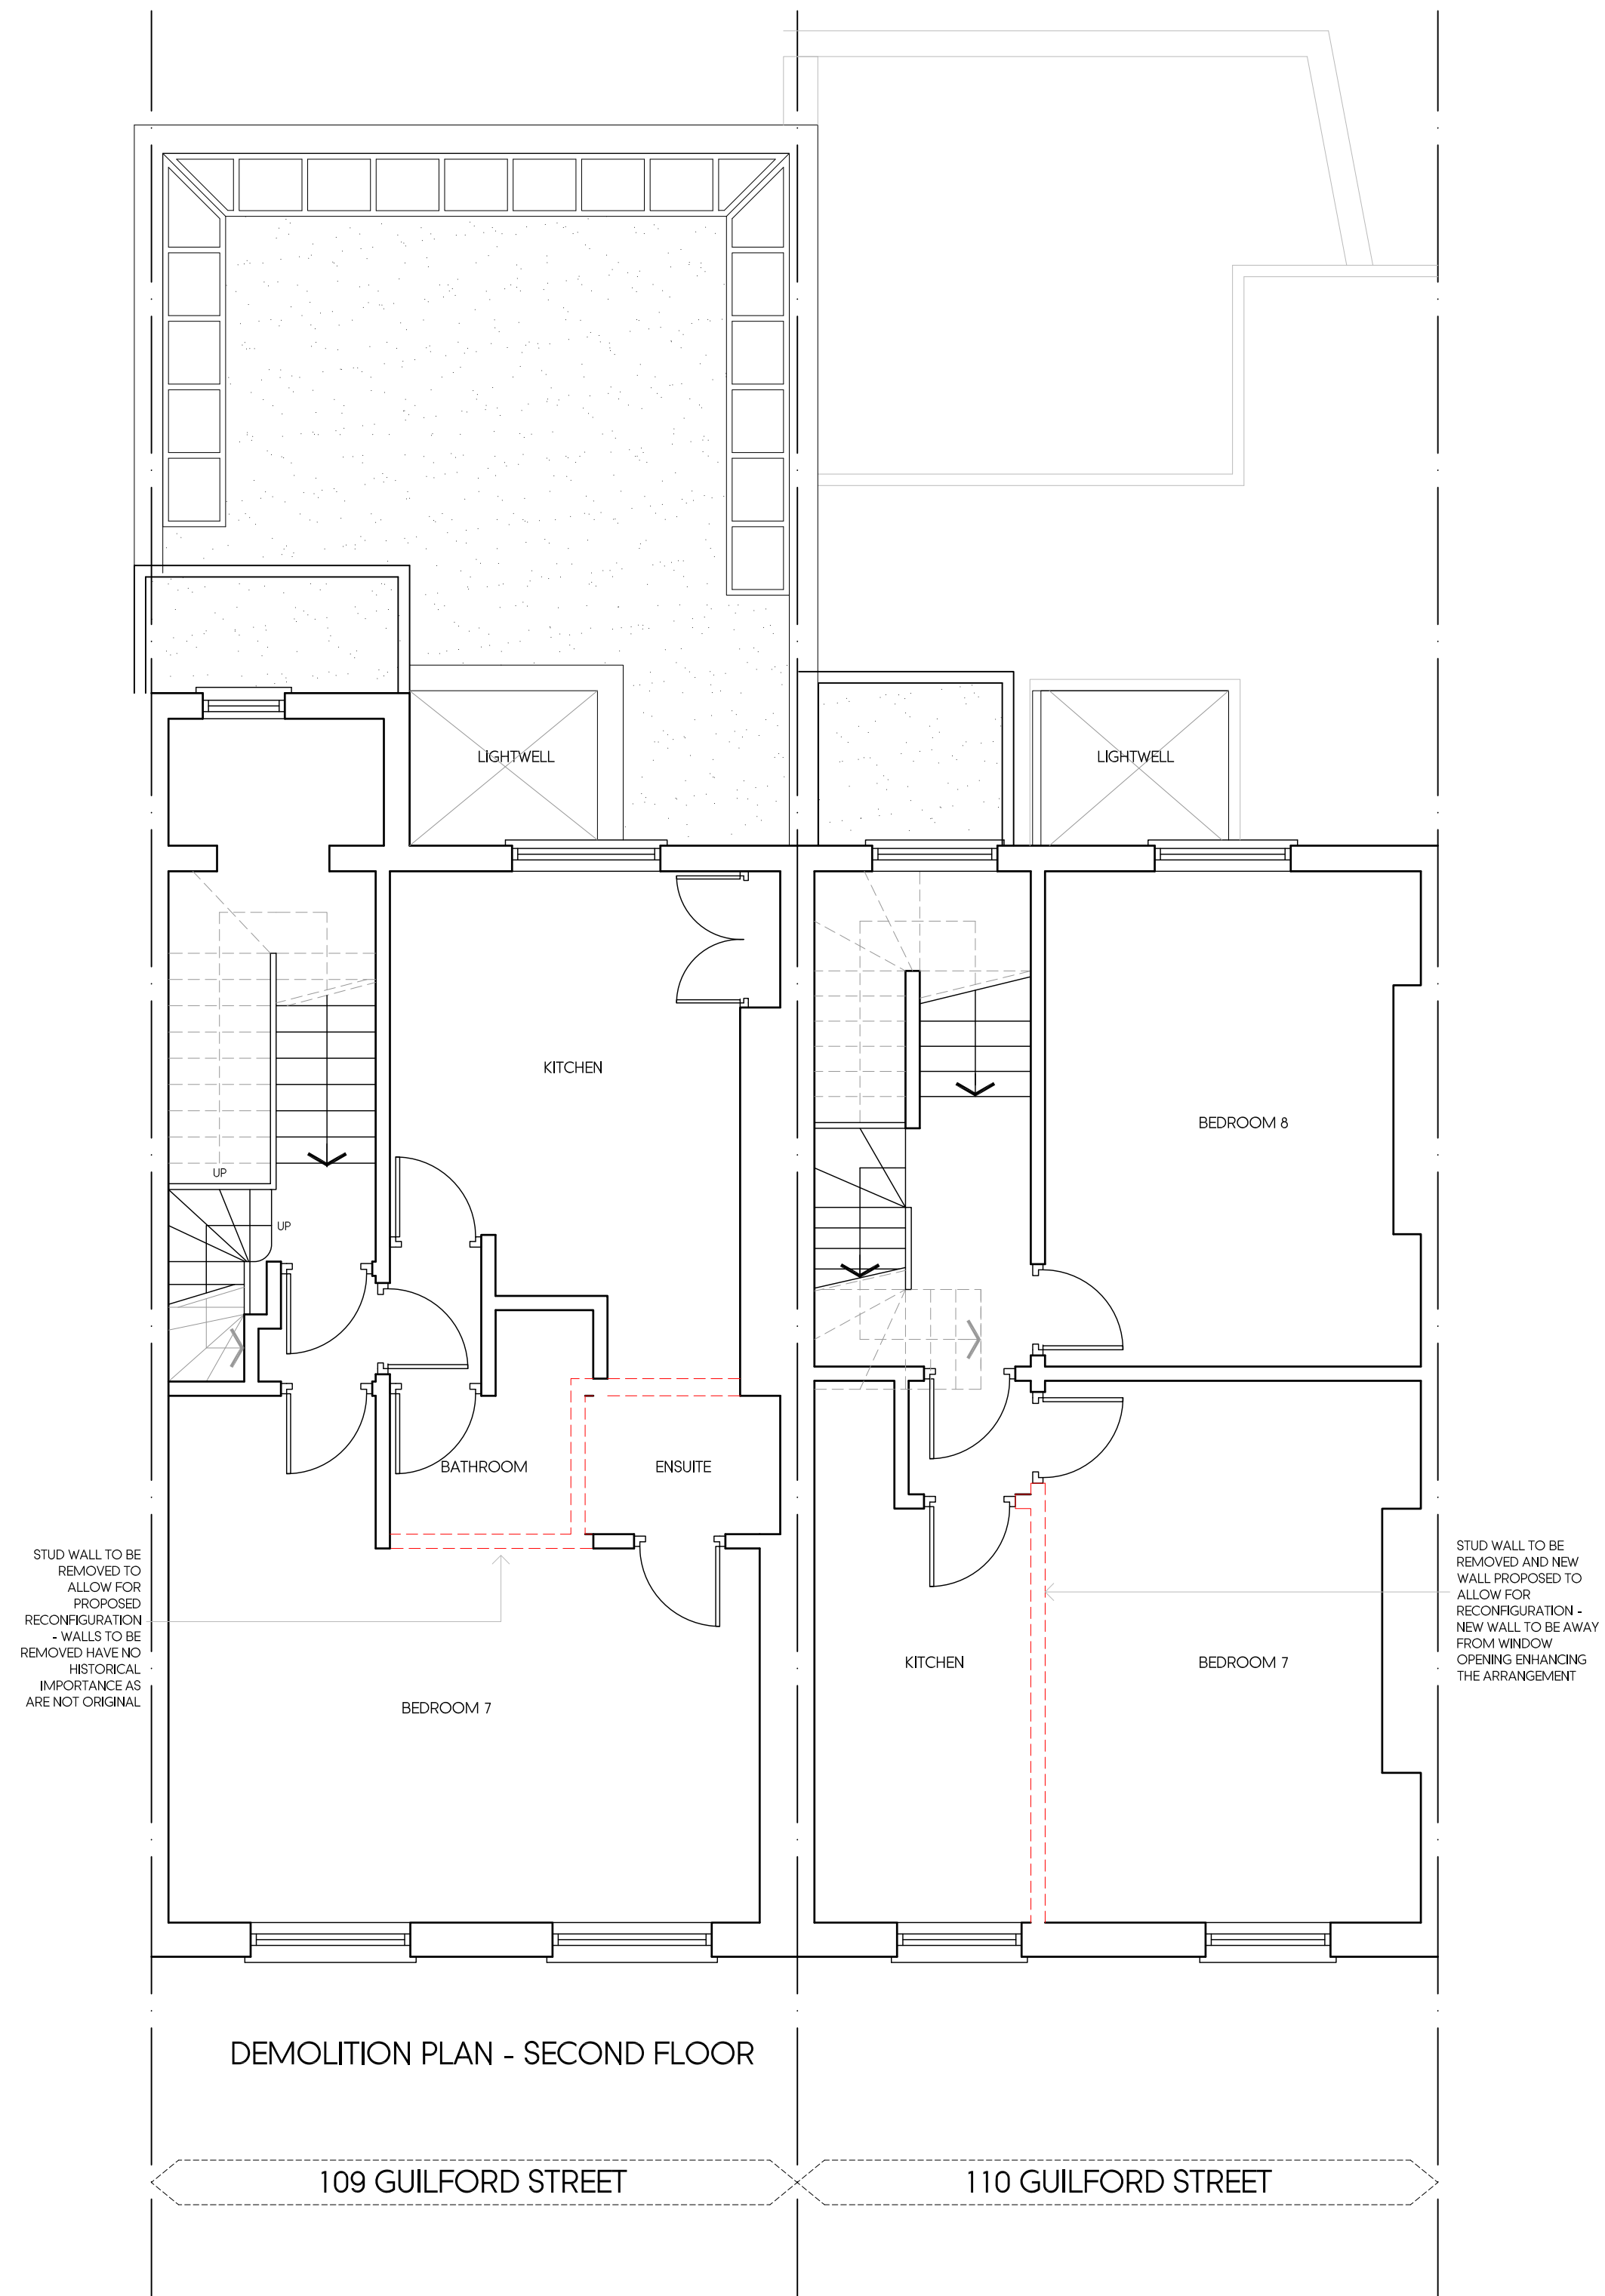 LIGHTWELL
LIGHTWELL
KITCHEN
BEDROOM 8
UP
UP
BATHROOM
ENSUITE
STUD WALL TO BE
REMOVED TO
ALLOW FOR
PROPOSED
RECONFIGURATION
- WALLS TO BE
REMOVED HAVE NO
HISTORICAL
IMPORTANCE AS
ARE NOT ORIGINAL
STUD WALL TO BE
REMOVED AND NEW
WALL PROPOSED TO
ALLOW FOR
RECONFIGURATION -
NEW WALL TO BE AWAY
FROM WINDOW
OPENING ENHANCING
THE ARRANGEMENT
KITCHEN
BEDROOM 7
BEDROOM 7
DEMOLITION PLAN - SECOND FLOOR
109 GUILFORD STREET
110 GUILFORD STREET